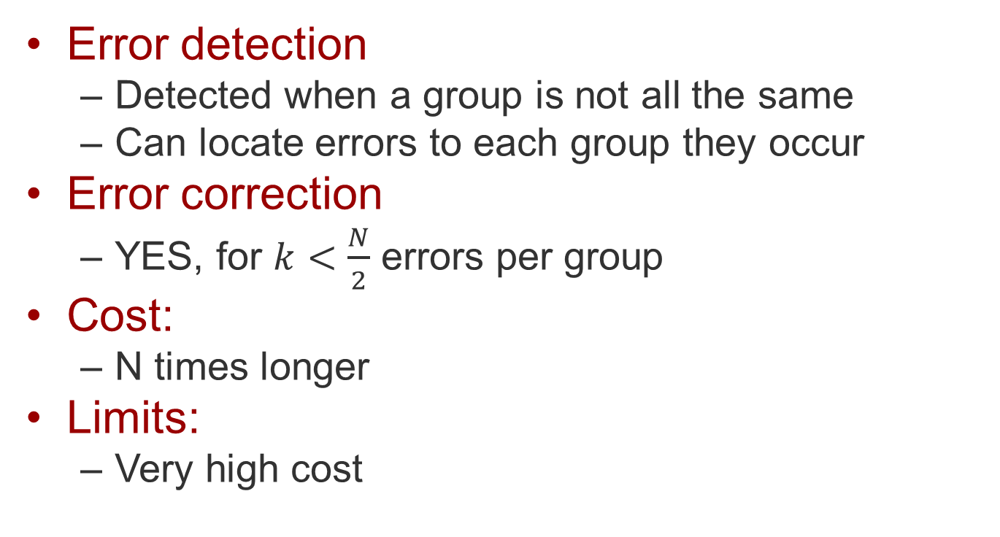 • Error detection
– Detected when a group is not all the same
– Can locate errors to each group they occur
• Error correction
– YES, for k < N/2 errors per group
• Cost:
– N times longer
• Limits:
– Very high cost